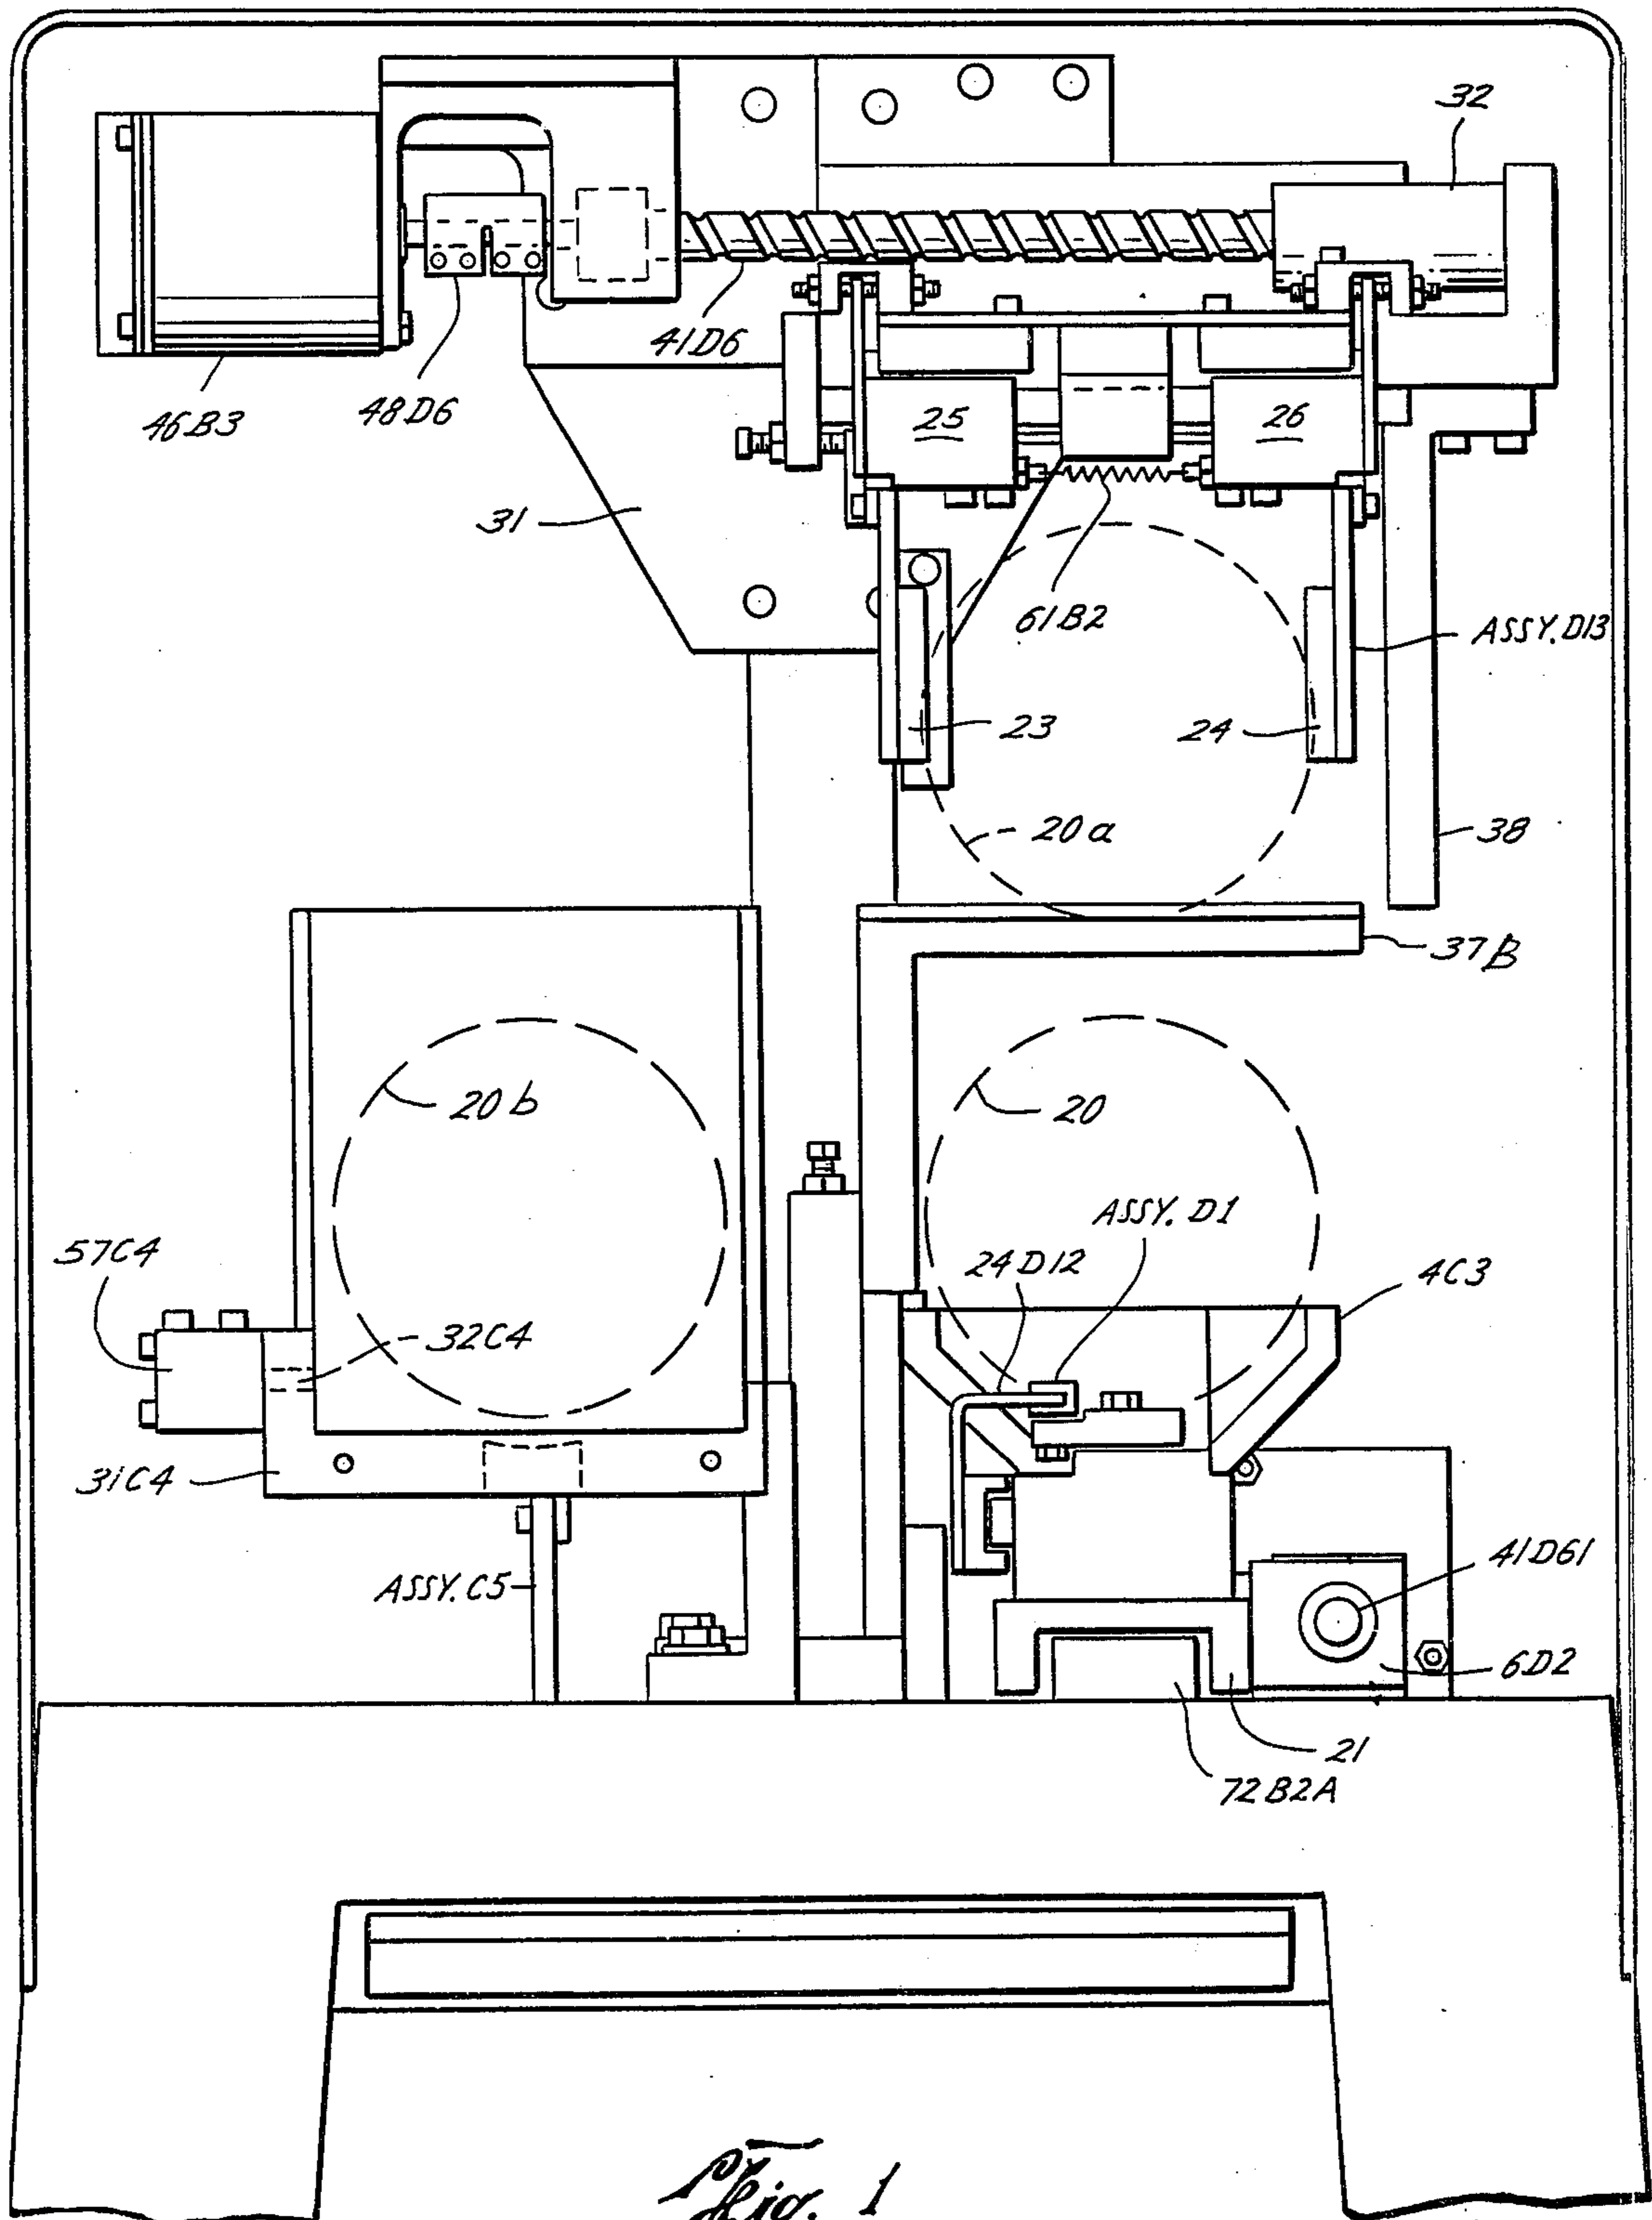 32
41D6
46B3
48D6
25
26
31
61B2
ASSY. D13
23
24
20a
38
37B
20b
20
ASSY. D1
24D12
57C4
4C3
32C4
31C4
ASSY. C5
41D61
6D2
21
72B2A
Fig. 1